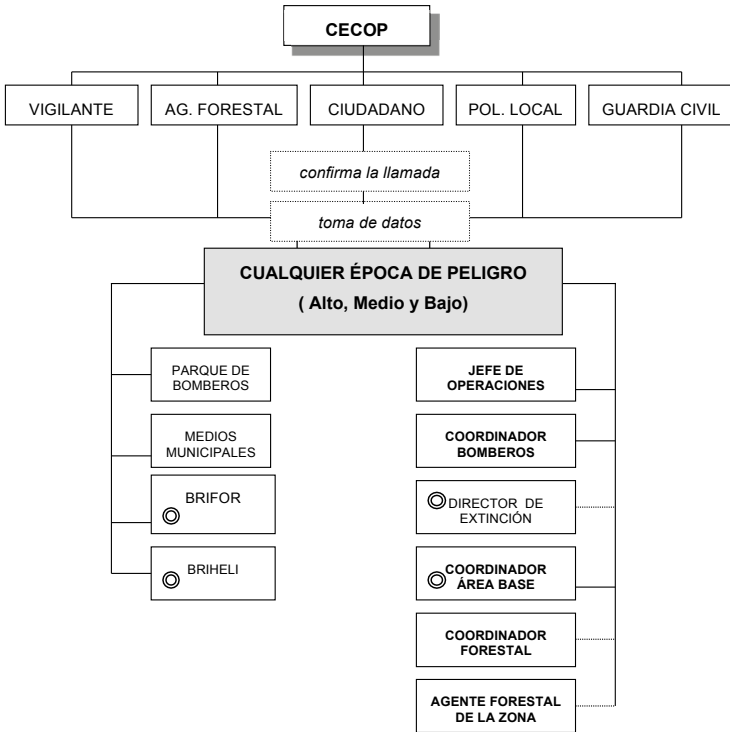 CECOP
VIGILANTE
AG. FORESTAL
CIUDADANO
POL. LOCAL
GUARDIA CIVIL
confirma la llamada
toma de datos
CUALQUIER ÉPOCA DE PELIGRO
( Alto, Medio y Bajo)
PARQUE DE
BOMBEROS
MEDIOS
MUNICIPALES
BRIFOR
BRIHELI
JEFE DE
OPERACIONES
COORDINADOR
BOMBEROS
DIRECTOR DE
EXTINCIÓN
COORDINADOR
ÁREA BASE
COORDINADOR
FORESTAL
AGENTE FORESTAL
DE LA ZONA